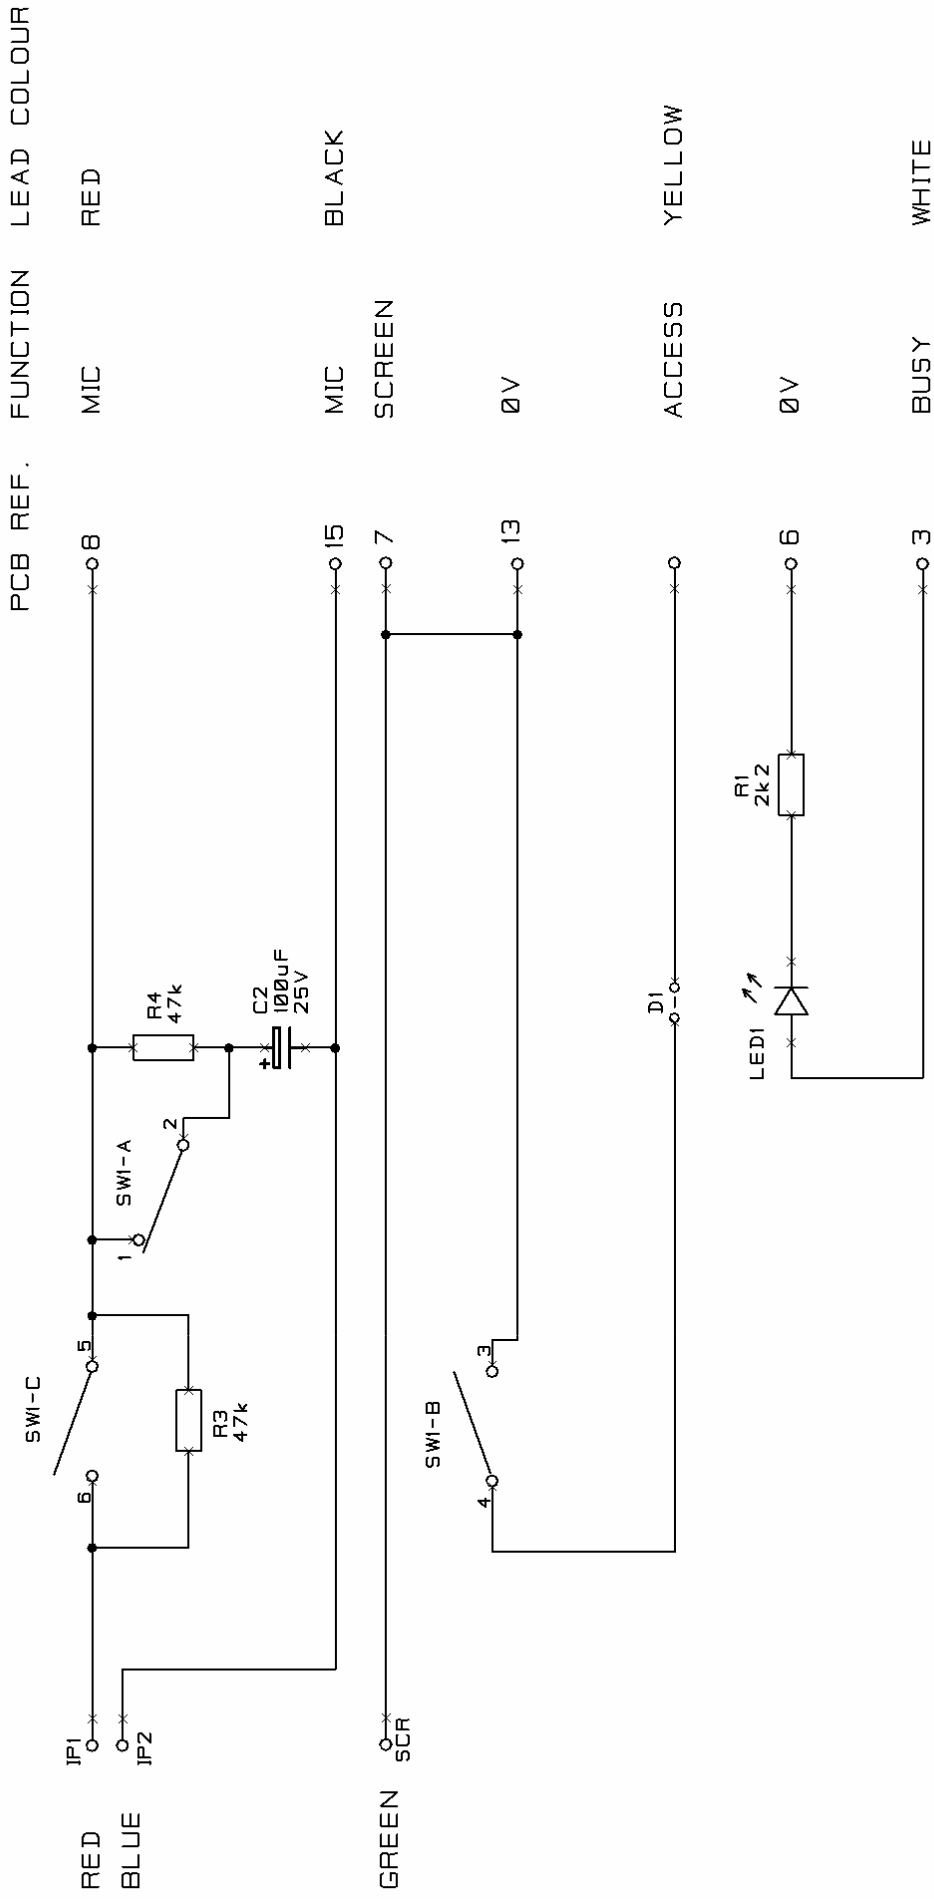 PCB REF. FUNCTION LEAD COLOUR
RED IP1 6 SW1-C 5 8 MIC RED
BLUE IP2
R3
47k
1 SW1-A 2
R4
47k
+ C2
100uF
25V
15 MIC BLACK
GREEN SCR 7 SCREEN
4 SW1-B 3 13 0V
D1 ACCESS YELLOW
LED1 R1
2k2
6 0V
3 BUSY WHITE